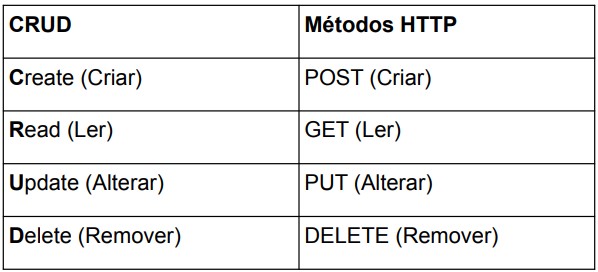 CRUD Métodos HTTP
Create (Criar) POST (Criar)
Read (Ler) GET (Ler)
Update (Alterar) PUT (Alterar)
Delete (Remover) DELETE (Remover)